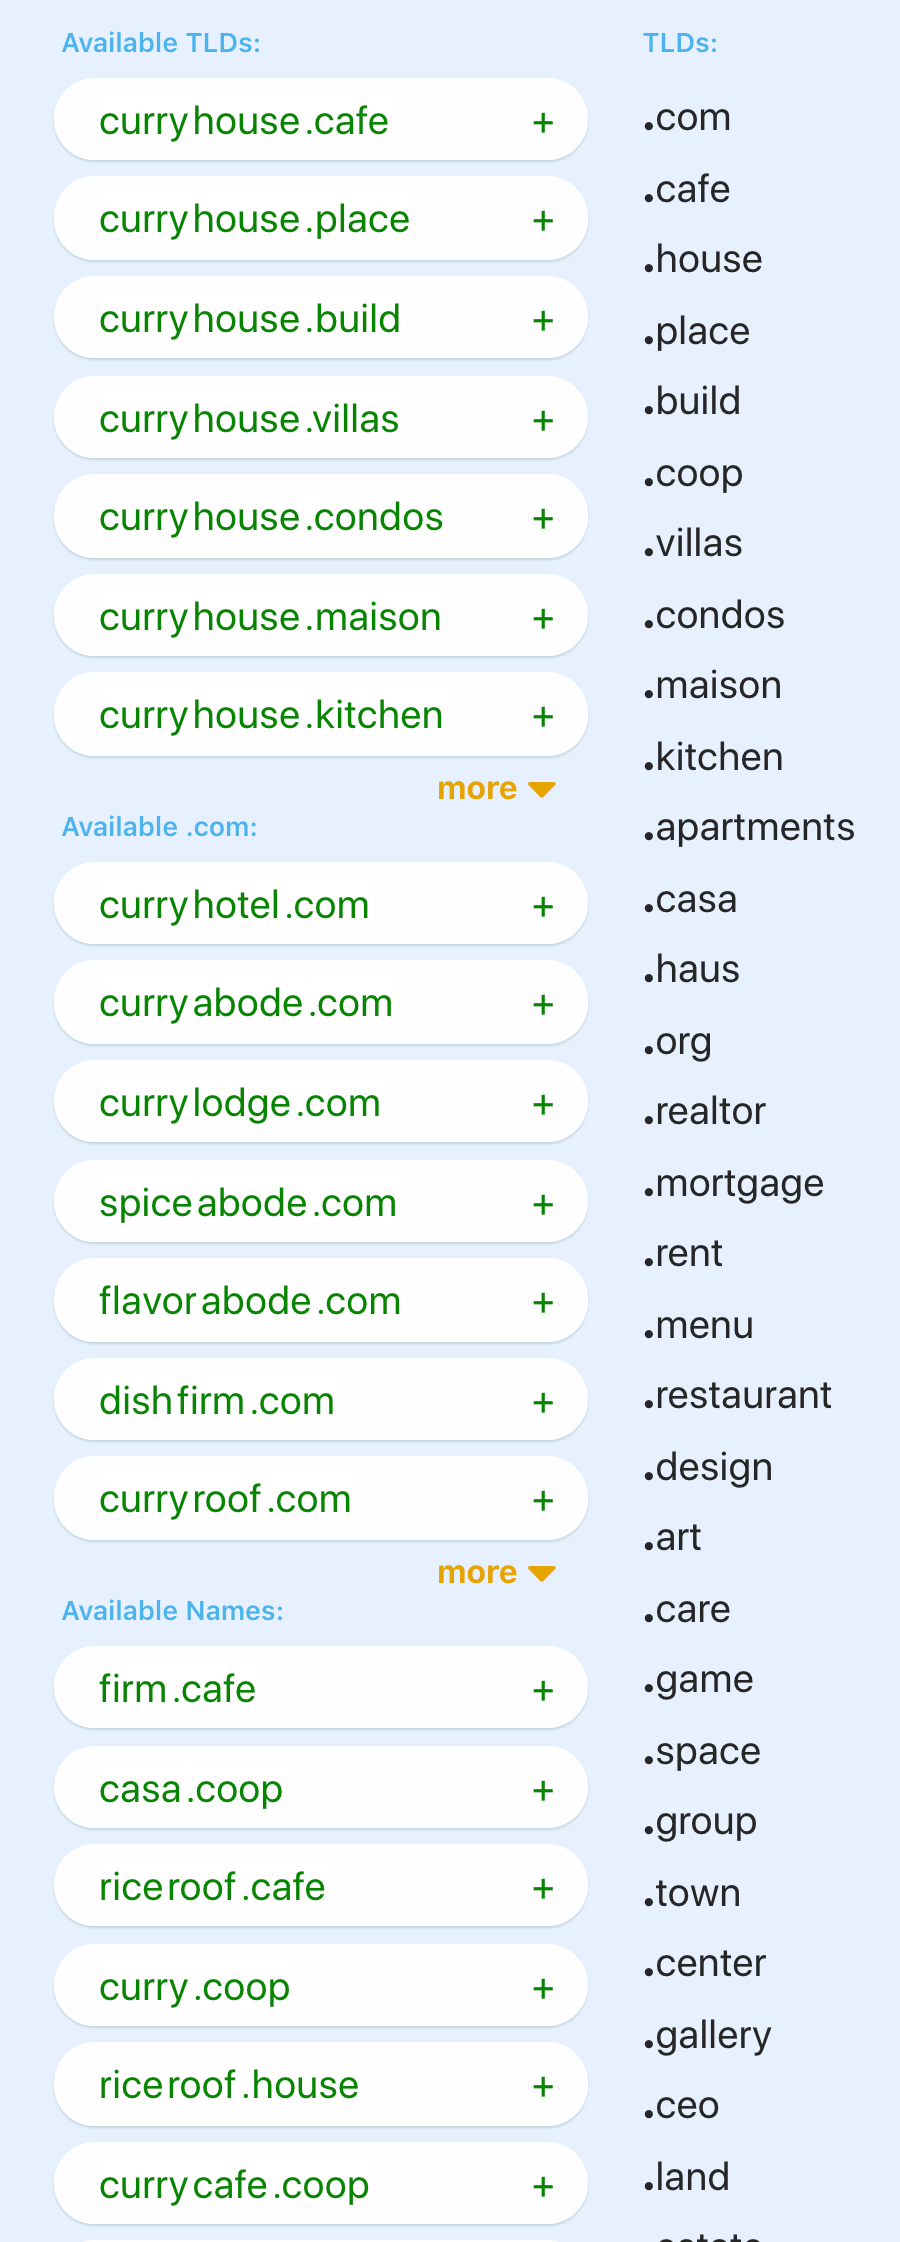 Available TLDs:
curryhouse.cafe +
curryhouse.place +
curryhouse.build +
curryhouse.villas +
curryhouse.condos +
curryhouse.maison +
curryhouse.kitchen +
more
Available .com:
curryhotel.com +
curryabode.com +
currylodge.com +
spiceabode.com +
flavorabode.com +
dishfirm.com +
curryroof.com +
more
Available Names:
firm.cafe +
casa.coop +
riceroof.cafe +
curry.coop +
riceroof.house +
currycafe.coop +
TLDs:
.com
.cafe
.house
.place
.build
.coop
.villas
.condos
.maison
.kitchen
.apartments
.casa
.haus
.org
.realtor
.mortgage
.rent
.menu
.restaurant
.design
.art
.care
.game
.space
.group
.town
.center
.gallery
.ceo
.land